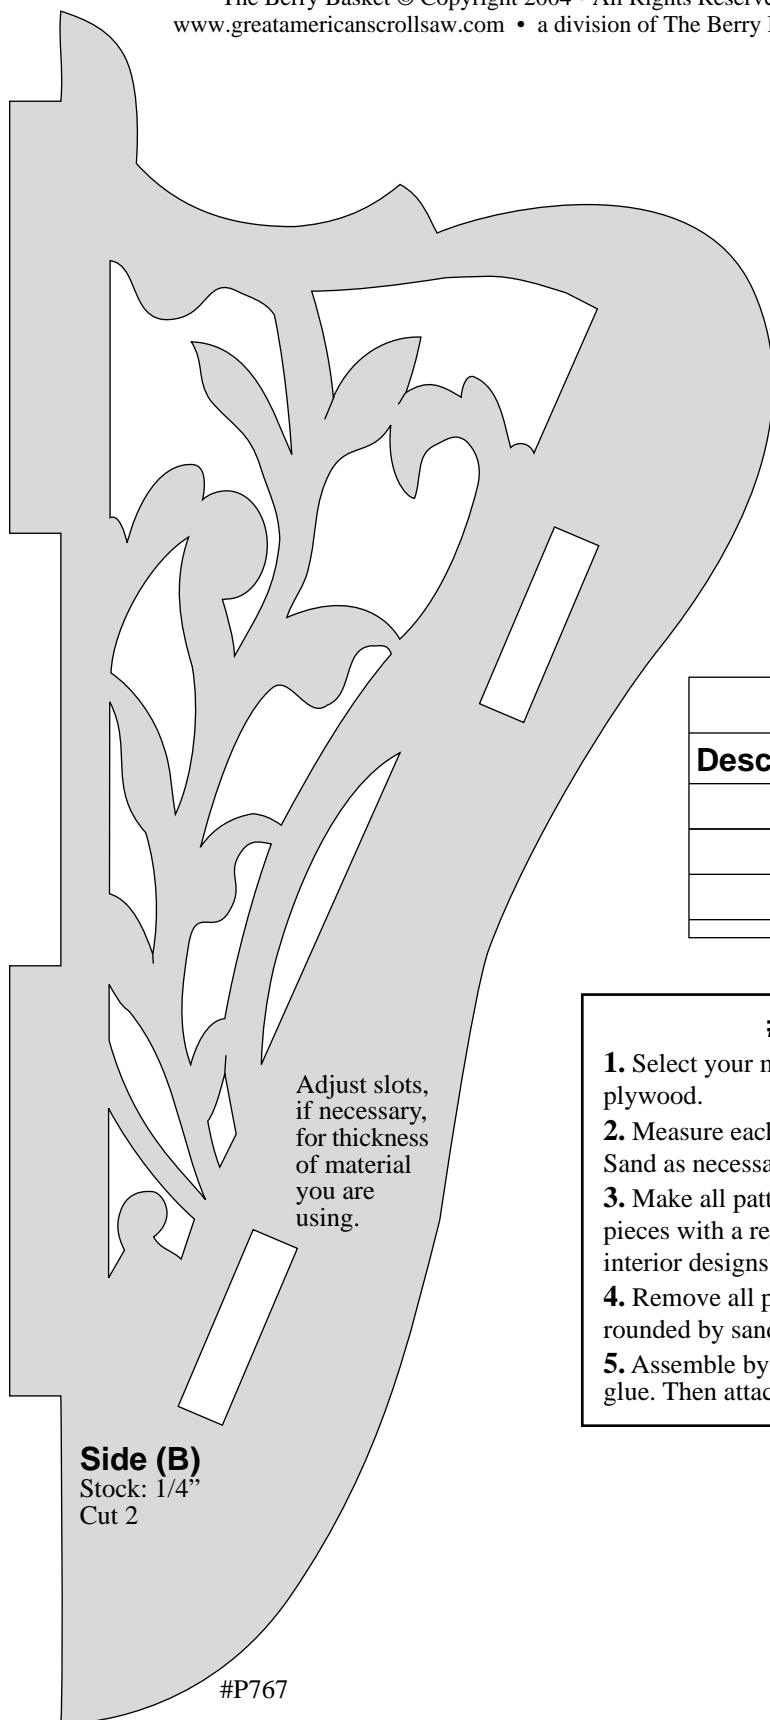 The Berry Basket © Copyright 2004 • All Rights Reserve
www.greatamericanscrollsaw.com • a division of The Berry
Desc
1. Select your
plywood.
2. Measure each
Sand as necessa
3. Make all patt
pieces with a re
interior designs
4. Remove all p
rounded by sand
5. Assemble by
glue. Then attac
Adjust slots,
if necessary,
for thickness
of material
you are
using.
Side (B)
Stock: 1/4”
Cut 2
#P767